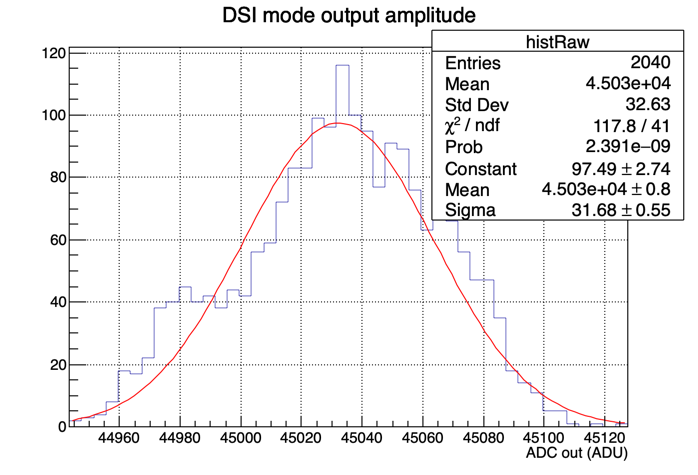 DSI mode output amplitude
histRaw
Entries 2040
Mean 4.503e+04
Std Dev 32.63
χ² / ndf 117.8 / 41
Prob 2.391e−09
Constant 97.49 ± 2.74
Mean 4.503e+04 ± 0.8
Sigma 31.68 ± 0.55
120
100
80
60
40
20
0
44960 44980 45000 45020 45040 45060 45080 45100 45120
ADC out (ADU)